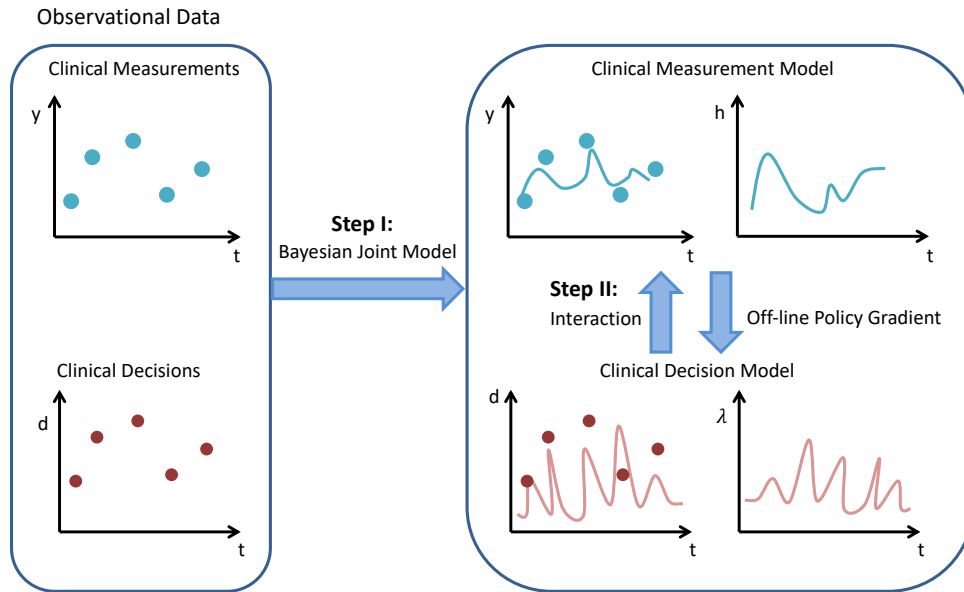 Observational Data
Clinical Measurements
y
t
Clinical Decisions
d
t
Step I:
Bayesian Joint Model
Clinical Measurement Model
y
t
h
t
Step II:
Interaction
Off-line Policy Gradient
Clinical Decision Model
d
t
λ
t